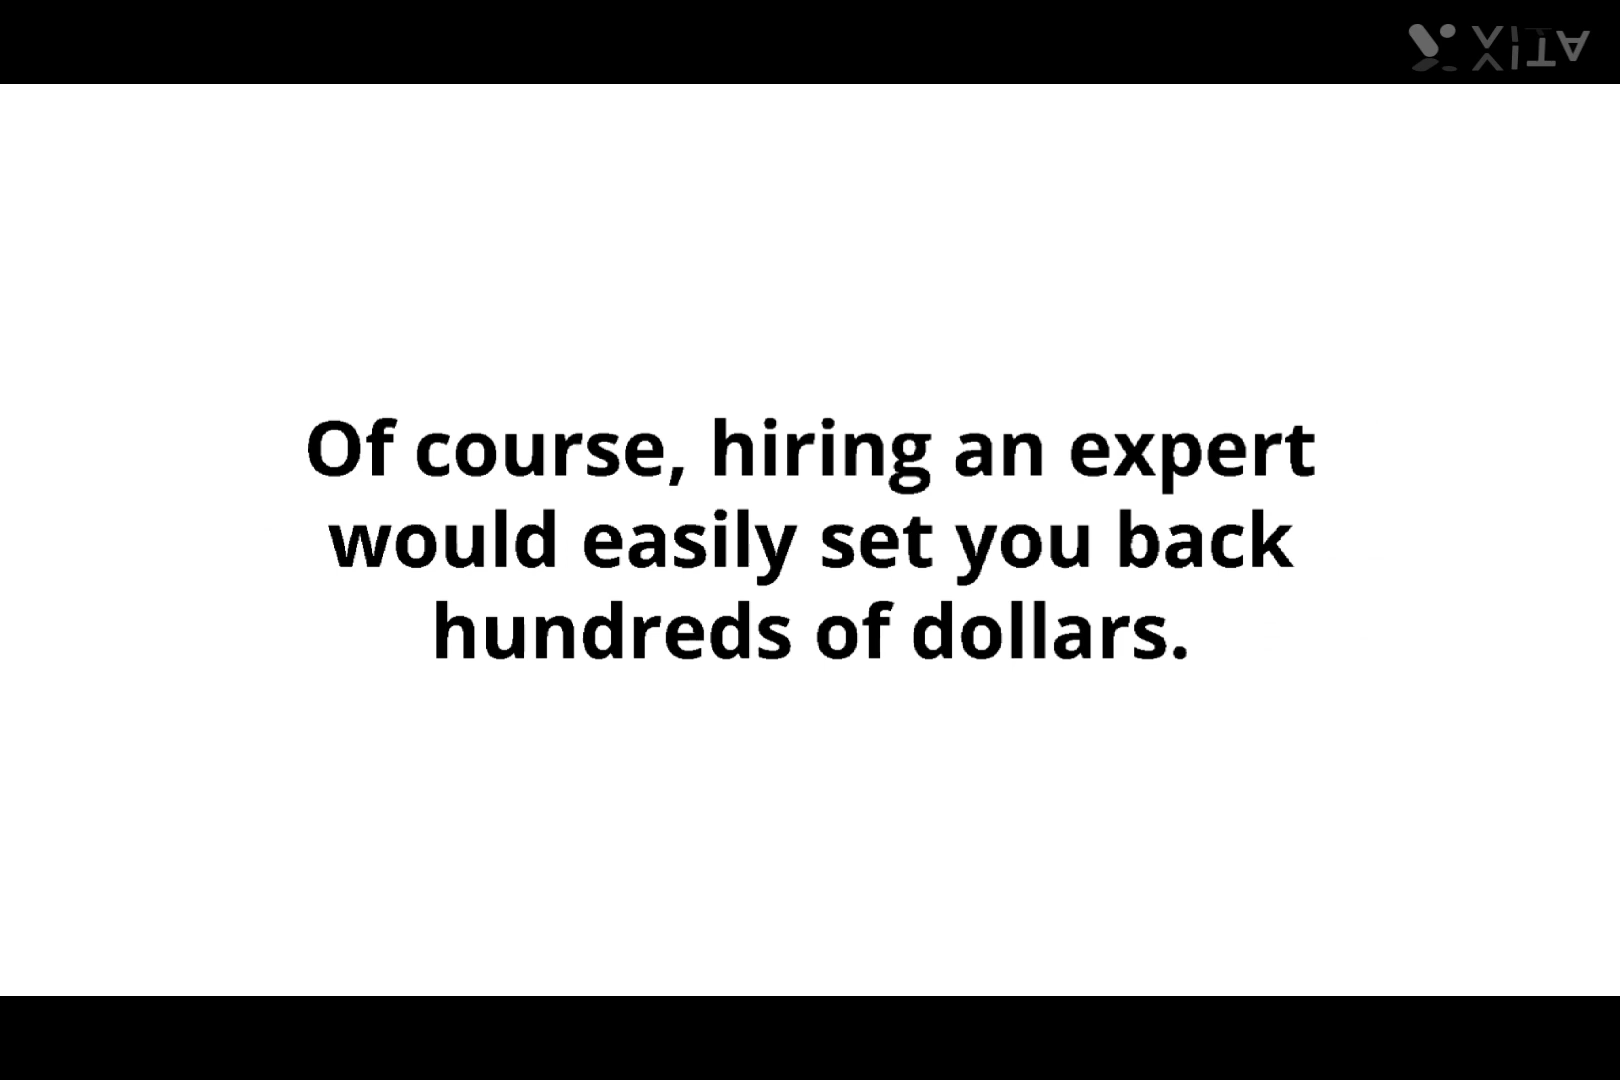 Of course, hiring an expert
would easily set you back
hundreds of dollars.